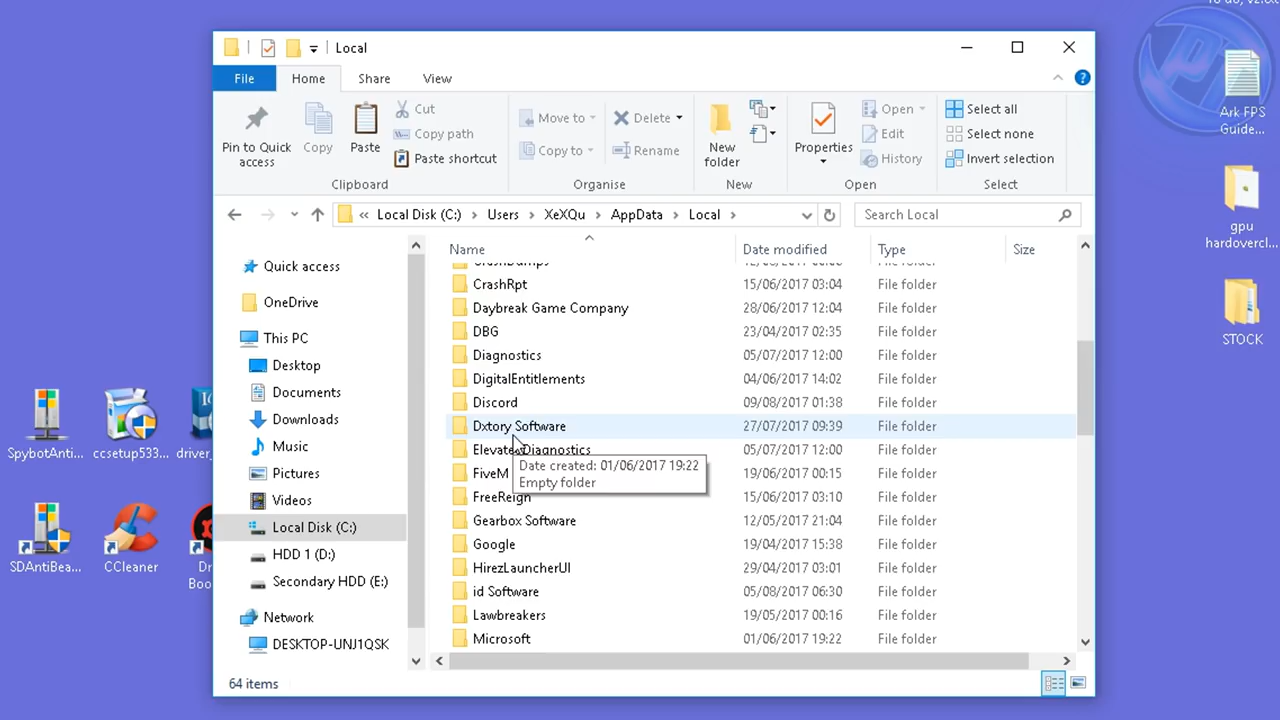 Local
File
Home
Share
View
Pin to Quick
access
Copy
Paste
Cut
Copy path
Paste shortcut
Clipboard
Move to
Copy to
Delete
Rename
Organise
New
folder
New
Properties
Open
Edit
History
Open
Select all
Select none
Invert selection
Select
« Local Disk (C:) > Users > XeXQu > AppData > Local >
Search Local
Quick access
OneDrive
This PC
Desktop
Documents
Downloads
Music
Pictures
Videos
Local Disk (C:)
HDD 1 (D:)
Secondary HDD (E:)
Network
DESKTOP-UNJ1QSK
Name Date modified Type Size
CrashDumps
CrashRpt 15/06/2017 03:04 File folder
Daybreak Game Company 28/06/2017 12:04 File folder
DBG 23/04/2017 02:35 File folder
Diagnostics 05/07/2017 12:00 File folder
DigitalEntitlements 04/06/2017 14:02 File folder
Discord 09/08/2017 01:38 File folder
Dxtory Software 27/07/2017 09:39 File folder
ElevatedDiagnostics 05/07/2017 12:00 File folder
Date created: 01/06/2017 19:22
Empty folder
FiveM 19/06/2017 00:15 File folder
FreeReign 15/06/2017 03:10 File folder
Gearbox Software 12/05/2017 21:04 File folder
Google 19/04/2017 15:38 File folder
HirezLauncherUI 29/04/2017 03:01 File folder
id Software 05/08/2017 06:30 File folder
Lawbreakers 19/05/2017 00:16 File folder
Microsoft 01/06/2017 19:22 File folder
64 items
SpybotAnti...
ccsetup533...
driver_
SDAntiBea...
CCleaner
Dr
Boo
Ark FPS
Guide...
gpu
hardovercl...
STOCK